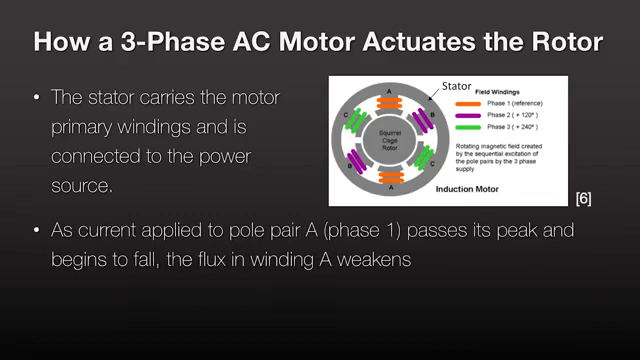 How a 3-Phase AC Motor Actuates the Rotor
• The stator carries the motor
primary windings and is
connected to the power
source.
Stator
A
B
C
A
B
C
Squirrel
Cage
Rotor
Field Windings
Phase 1 (reference)
Phase 2 ( + 120°)
Phase 3 ( + 240°)
Rotating magnetic field created
by the sequential excitation of
the pole pairs by the 3 phase
supply
Induction Motor
[6]
• As current applied to pole pair A (phase 1) passes its peak and
begins to fall, the flux in winding A weakens